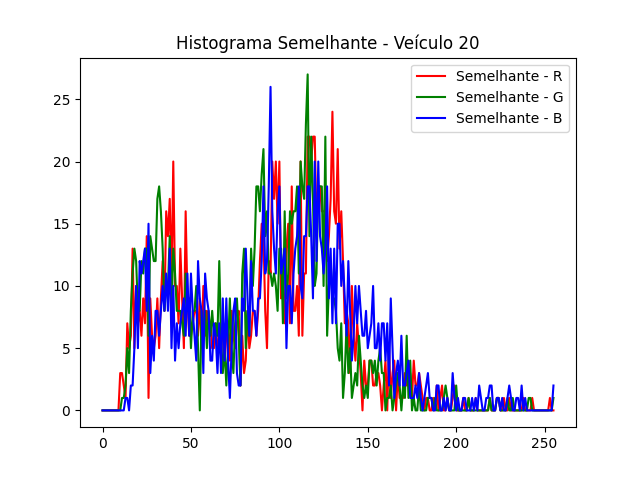 Histograma Semelhante - Veículo 20
Semelhante - R
Semelhante - G
Semelhante - B
25
20
15
10
5
0
0 50 100 150 200 250